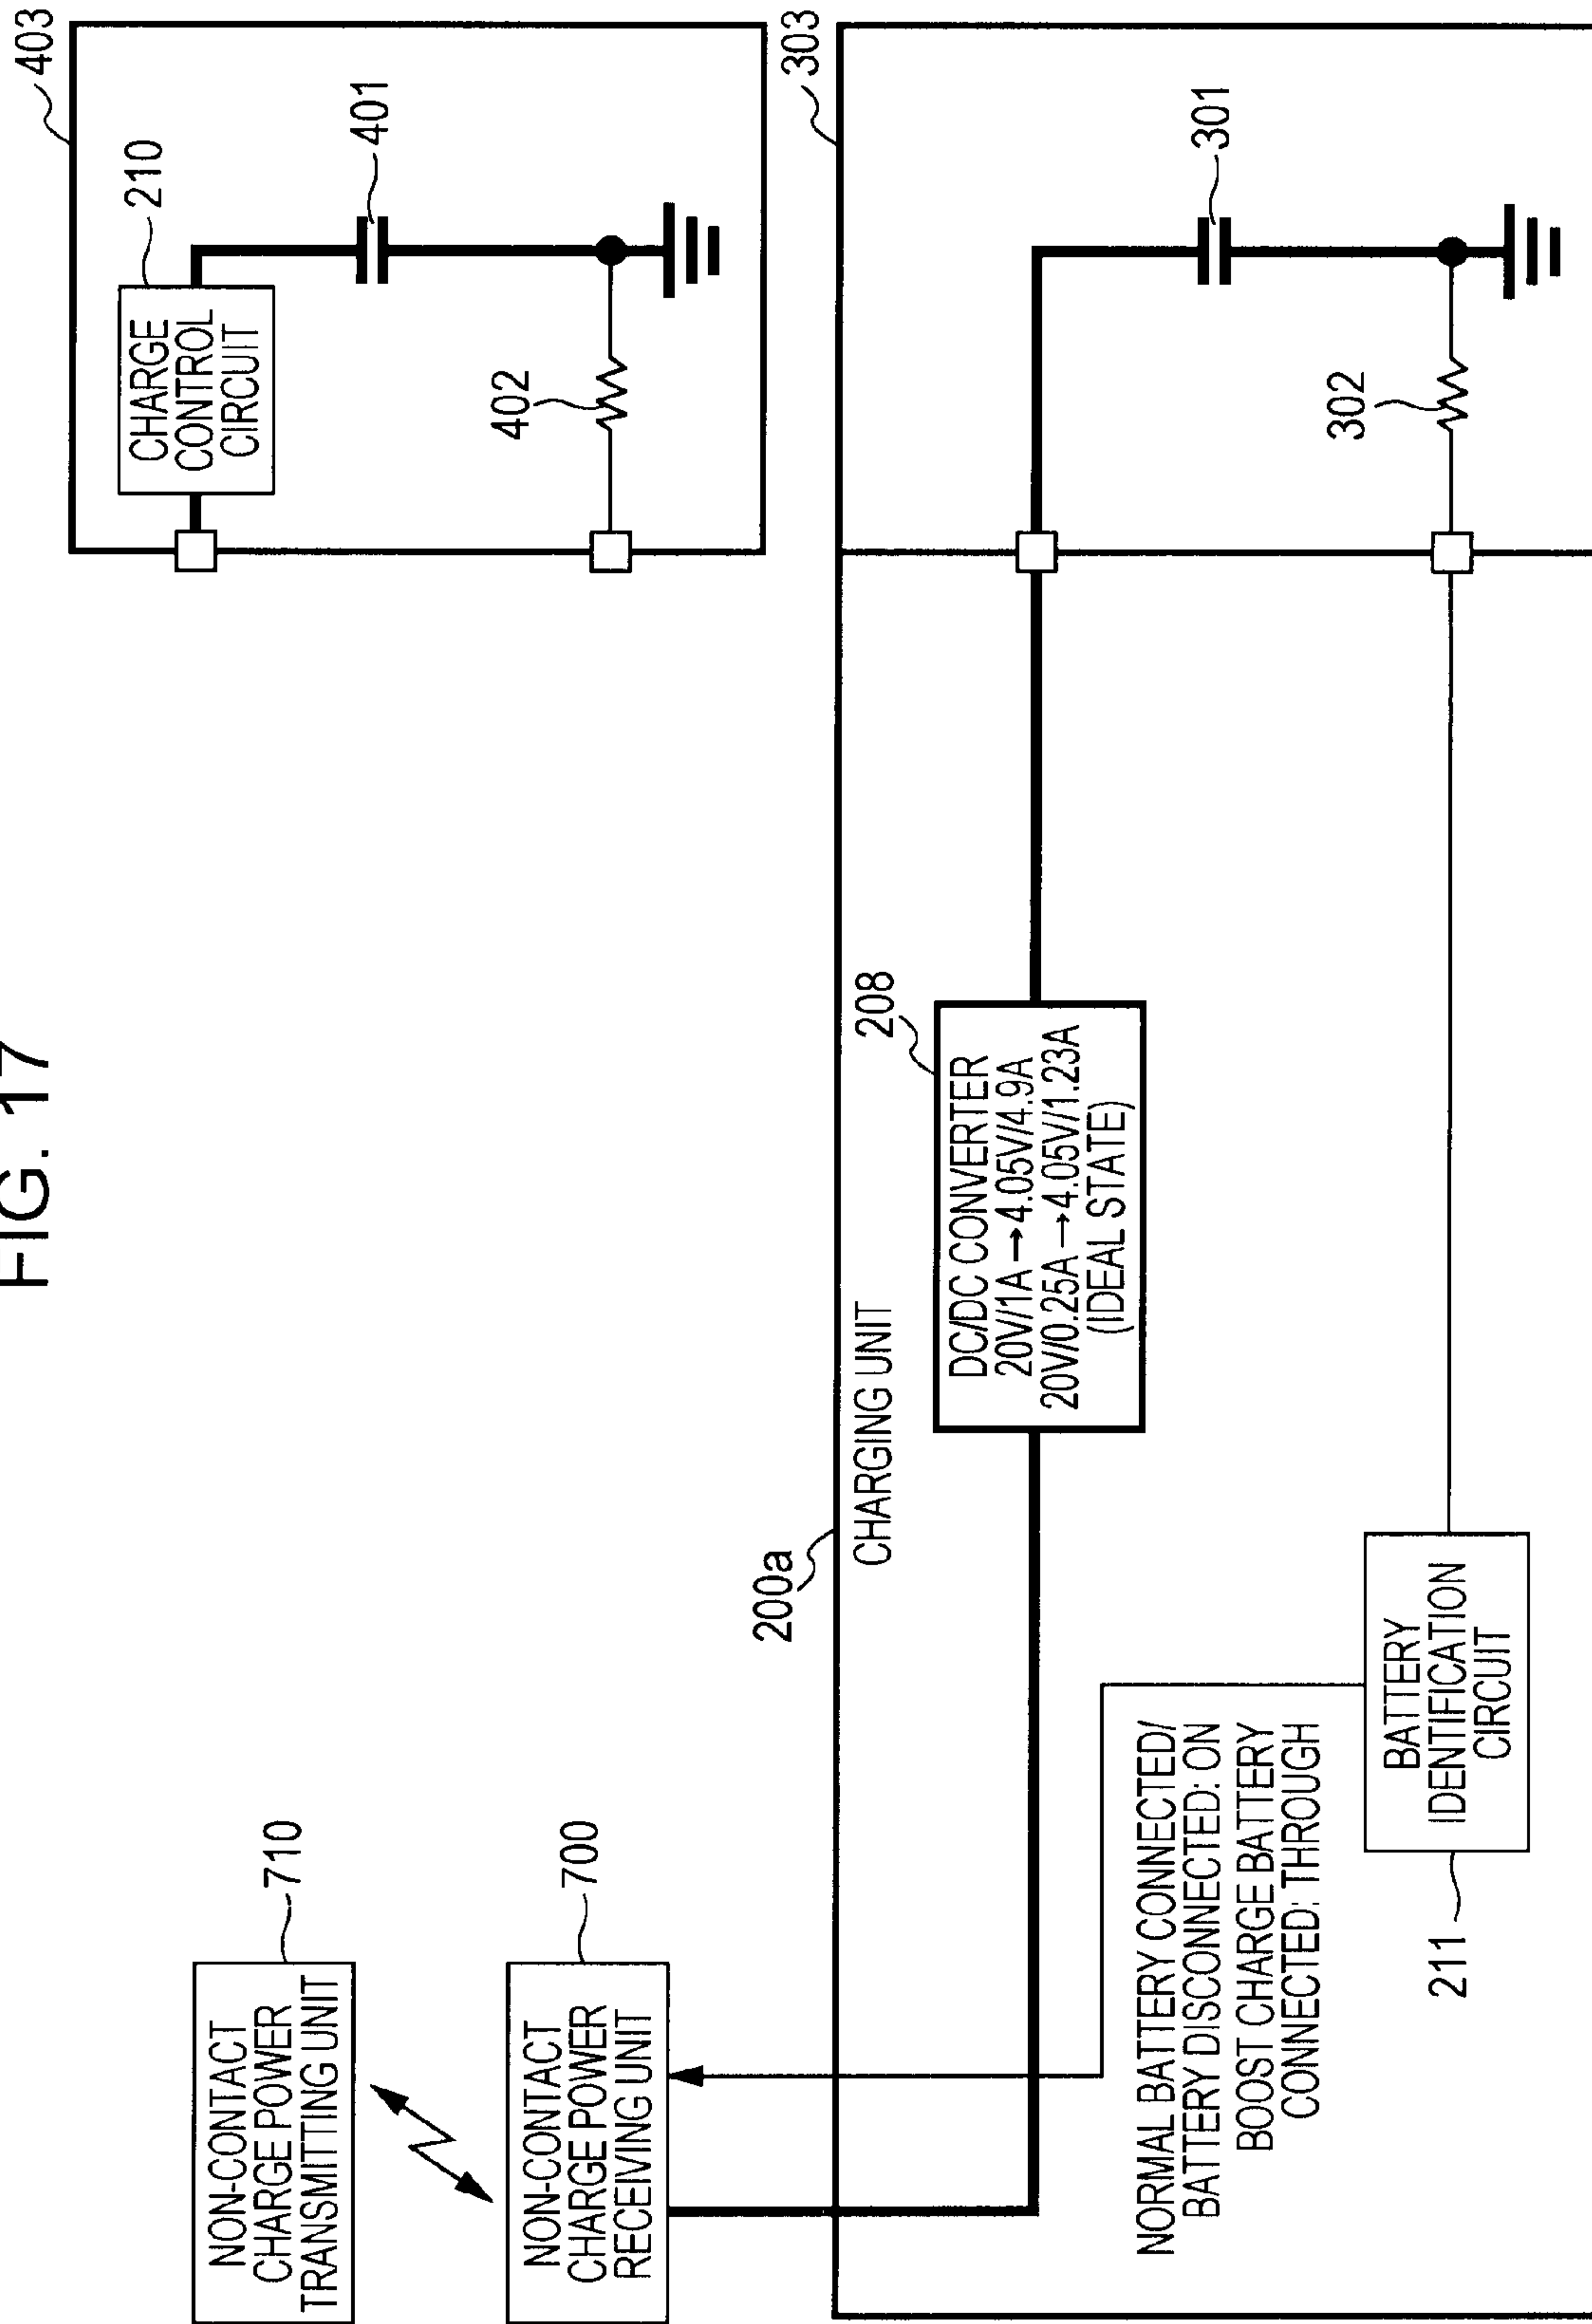 FIG. 17
NON-CONTACT
CHARGE POWER
TRANSMITTING UNIT
710
NON-CONTACT
CHARGE POWER
RECEIVING UNIT
700
200a
CHARGING UNIT
208
DC/DC CONVERTER
20V/1A→4.05V/4.9A
20V/0.25A→4.05V/1.23A
(IDEAL STATE)
NORMAL BATTERY CONNECTED/
BATTERY DISCONNECTED: ON
BOOST CHARGE BATTERY
CONNECTED: THROUGH
BATTERY
IDENTIFICATION
CIRCUIT
211
403
210
CHARGE
CONTROL
CIRCUIT
401
402
303
301
302